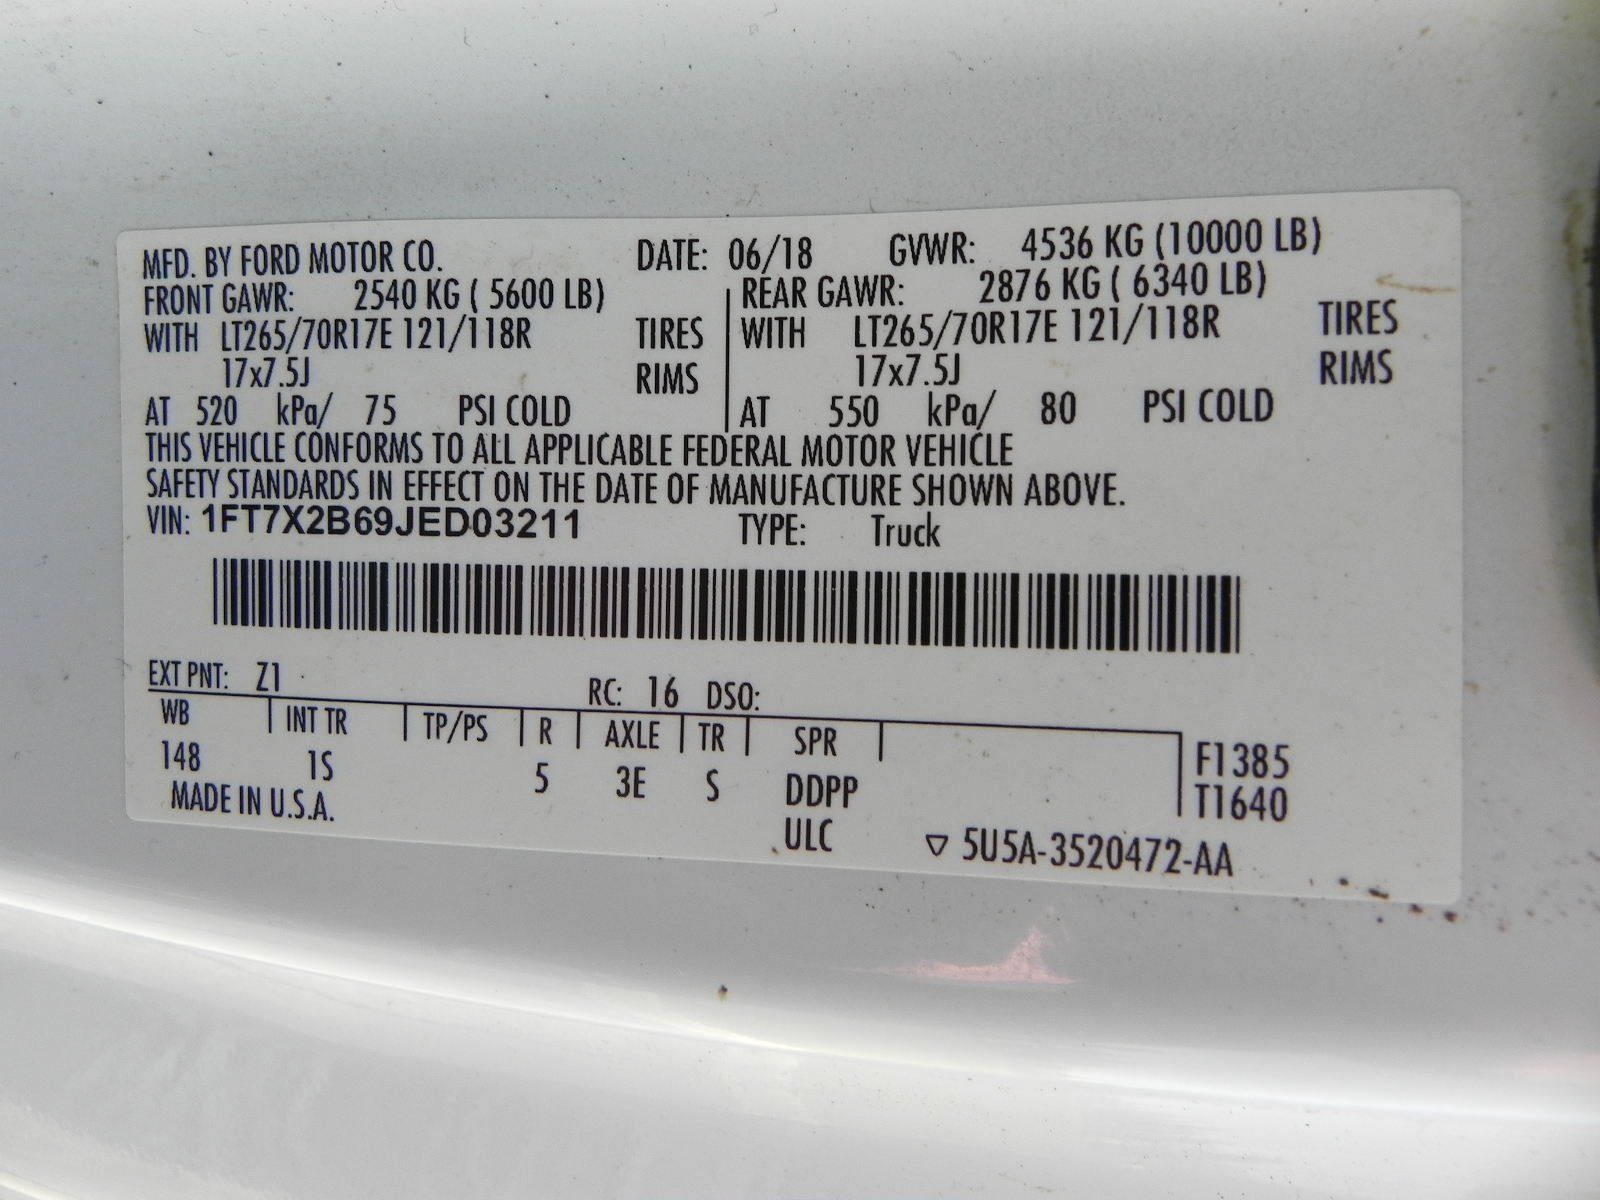 MFD. BY FORD MOTOR CO. DATE: 06/18 GVWR: 4536 KG (10000 LB)
FRONT GAWR: 2540 KG ( 5600 LB) REAR GAWR: 2876 KG ( 6340 LB)
WITH LT265/70R17E 121/118R TIRES WITH LT265/70R17E 121/118R TIRES
17x7.5J RIMS 17x7.5J RIMS
AT 520 kPa/ 75 PSI COLD AT 550 kPa/ 80 PSI COLD
THIS VEHICLE CONFORMS TO ALL APPLICABLE FEDERAL MOTOR VEHICLE
SAFETY STANDARDS IN EFFECT ON THE DATE OF MANUFACTURE SHOWN ABOVE.
VIN: 1FT7X2B69JED03211 TYPE: Truck
EXT PNT: Z1 RC: 16 DSO:
WB INT TR TP/PS R AXLE TR SPR F1385
148 1S 5 3E S DDPP T1640
MADE IN U.S.A. ULC ▽ 5U5A-3520472-AA